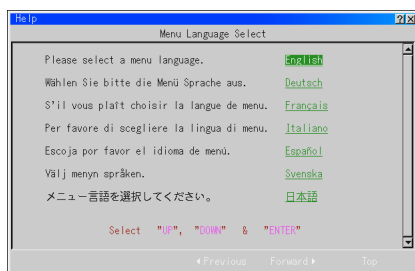 Help ?×
Menu Language Select
Please select a menu language. English
Wählen Sie bitte die Menü Sprache aus. Deutsch
S'il vous plaît choisir la langue de menu. Français
Per favore di scegliere la lingua di menu. Italiano
Escoja por favor el idioma de menú. Español
Välj menyn språken. Svenska
メニュー言語を選択してください。 日本語
Select "UP", "DOWN" & "ENTER"
◀Previous Forward▶ Top